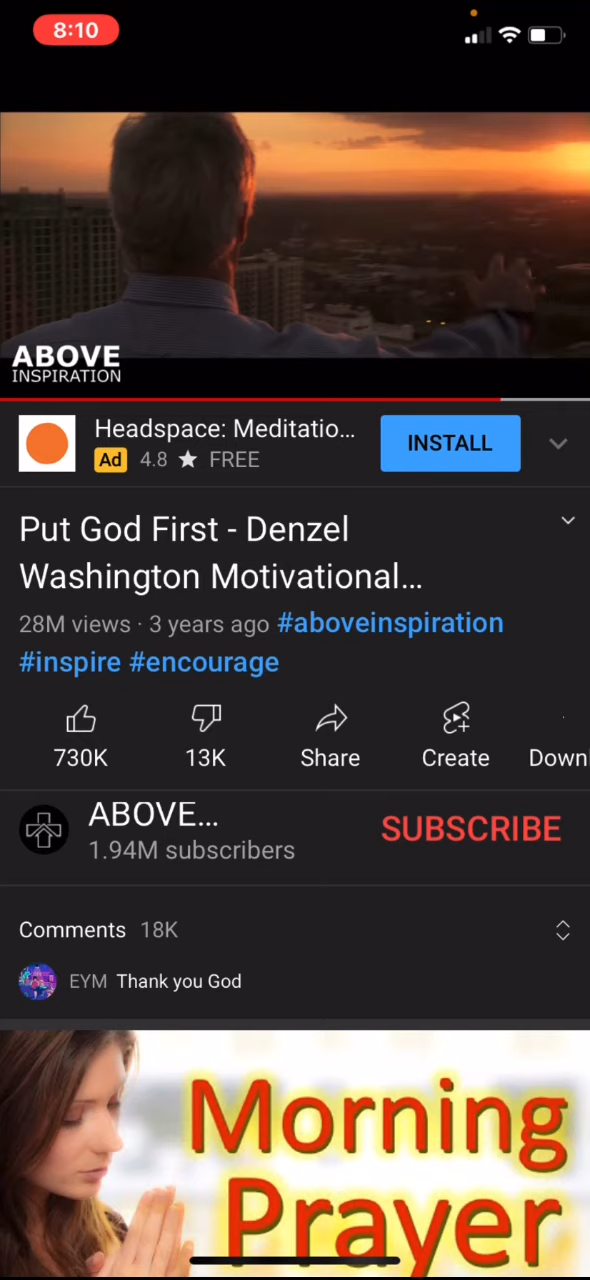 8:10
ABOVE
INSPIRATION
Headspace: Meditatio...
INSTALL
Ad 4.8 ★ FREE
Put God First - Denzel
Washington Motivational...
28M views · 3 years ago #aboveinspiration
#inspire #encourage
730K 13K Share Create Downl
ABOVE...
SUBSCRIBE
1.94M subscribers
Comments 18K
EYM Thank you God
Morning
Prayer